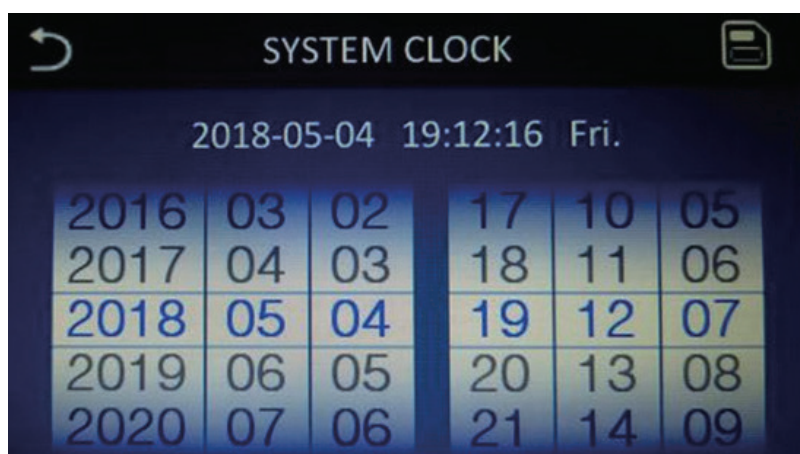 SYSTEM CLOCK
2018-05-04 19:12:16 Fri.
2016 03 02 17 10 05
2017 04 03 18 11 06
2018 05 04 19 12 07
2019 06 05 20 13 08
2020 07 06 21 14 09